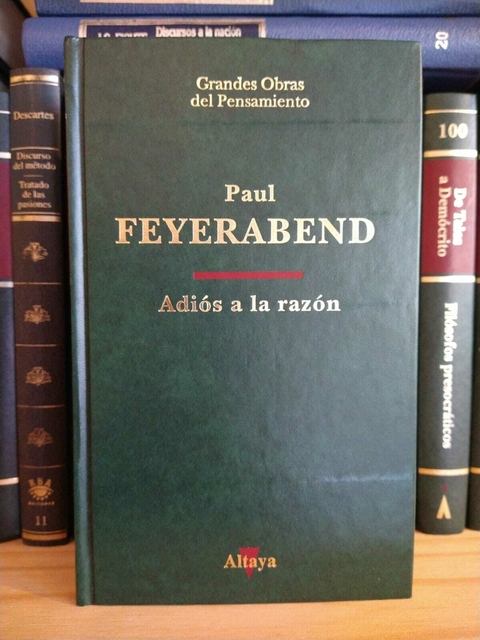 Discursos a la nación
20
Grandes Obras
del Pensamiento
Paul
FEYERABEND
Adiós a la razón
Altaya
Descartes
Discurso
del método
Tratado
de las
pasiones
RBA
11
100
De Tales
a Demócrito
Filósofos presocráticos